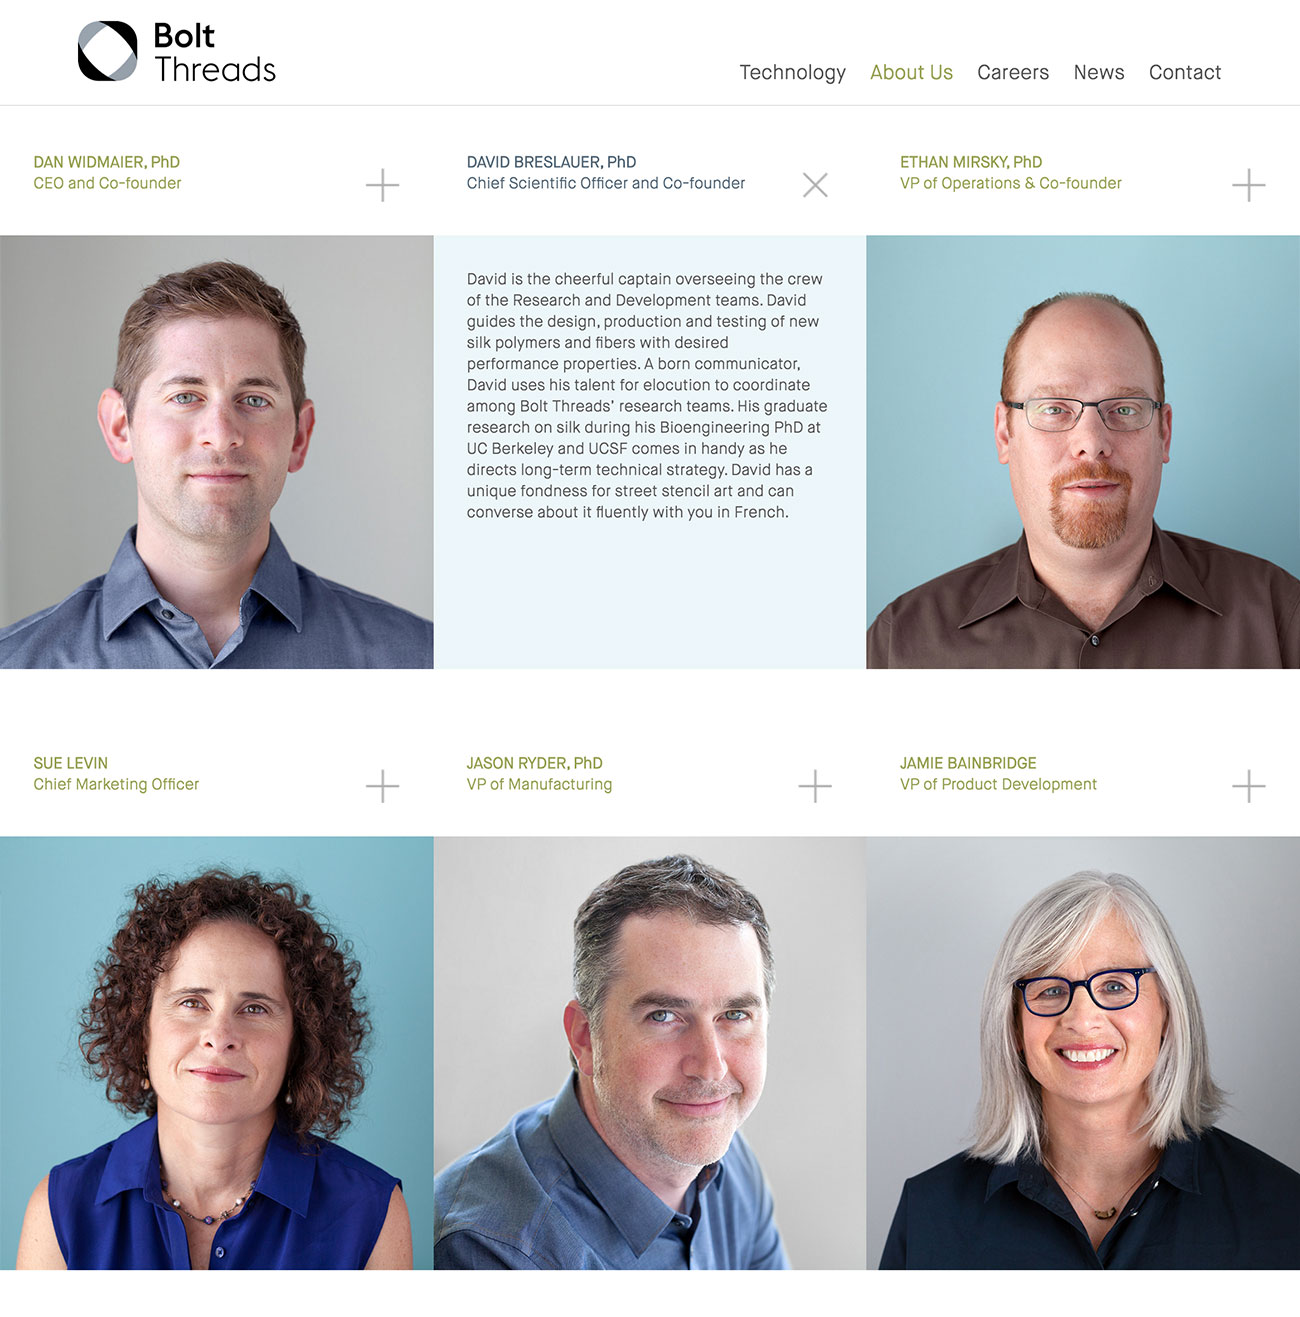 Bolt
Threads
Technology About Us Careers News Contact
DAN WIDMAIER, PhD
CEO and Co-founder
DAVID BRESLAUER, PhD
Chief Scientific Officer and Co-founder
ETHAN MIRSKY, PhD
VP of Operations & Co-founder
David is the cheerful captain overseeing the crew
of the Research and Development teams. David
guides the design, production and testing of new
silk polymers and fibers with desired
performance properties. A born communicator,
David uses his talent for elocution to coordinate
among Bolt Threads’ research teams. His graduate
research on silk during his Bioengineering PhD at
UC Berkeley and UCSF comes in handy as he
directs long-term technical strategy. David has a
unique fondness for street stencil art and can
converse about it fluently with you in French.
SUE LEVIN
Chief Marketing Officer
JASON RYDER, PhD
VP of Manufacturing
JAMIE BAINBRIDGE
VP of Product Development